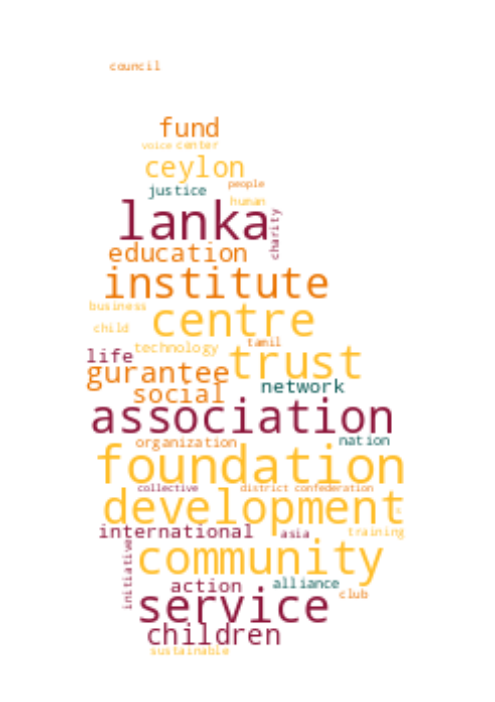 council
fund
voice center
ceylon
justice people
human
lanka charity
education
institute
business
centre
child
technology tamil
life trust
gurantee
network
social
association
organization nation
foundation
collective district confederation
development s
international asia training
community
initiative
action alliance
service club
children
sustainable